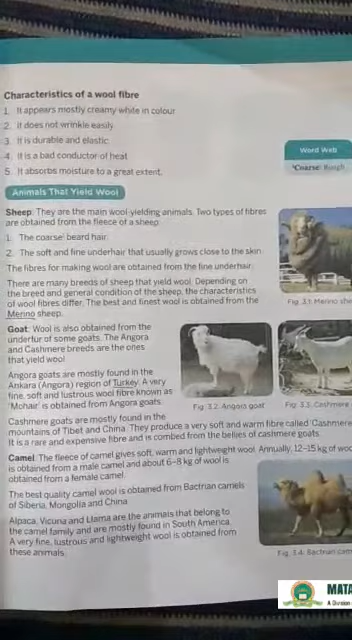 Characteristics of a wool fibre
1. It appears mostly creamy white in colour
2. It does not wrinkle easily
3. It is durable and elastic
4. It is a bad conductor of heat
5. It absorbs moisture to a great extent.
Word Web
'Coarse: Rough
Animals That Yield Wool
Sheep: They are the main wool-yielding animals. Two types of fibres
are obtained from the fleece of a sheep.
1. The coarse' beard hair.
2. The soft and fine underhair that usually grows close to the skin.
The fibres for making wool are obtained from the fine underhair.
There are many breeds of sheep that yield wool. Depending on
the breed and general condition of the sheep, the characteristics
of wool fibres differ. The best and finest wool is obtained from the
Merino sheep.
Fig. 3.1: Merino she
Goat: Wool is also obtained from the
underfur of some goats. The Angora
and Cashmere breeds are the ones
that yield wool.
Angora goats are mostly found in the
Ankara (Angora) region of Turkey. A very
fine, soft and lustrous wool fibre known as
'Mohair' is obtained from Angora goats.
Fig. 3.2: Angora goat
Fig. 3.3: Cashmere
Cashmere goats are mostly found in the
mountains of Tibet and China. They produce a very soft and warm fibre called 'Cashmere
It is a rare and expensive fibre and is combed from the bellies of cashmere goats.
Camel: The fleece of camel gives soft, warm and lightweight wool. Annually, 12–15 kg of woo
is obtained from a male camel and about 6–8 kg of wool is
obtained from a female camel.
The best quality camel wool is obtained from Bactrian camels
of Siberia, Mongolia and China.
Alpaca, Vicuna and Llama are the animals that belong to
the camel family and are mostly found in South America.
A very fine, lustrous and lightweight wool is obtained from
these animals.
Fig. 3.4: Bactrian cam
MATA
A Division